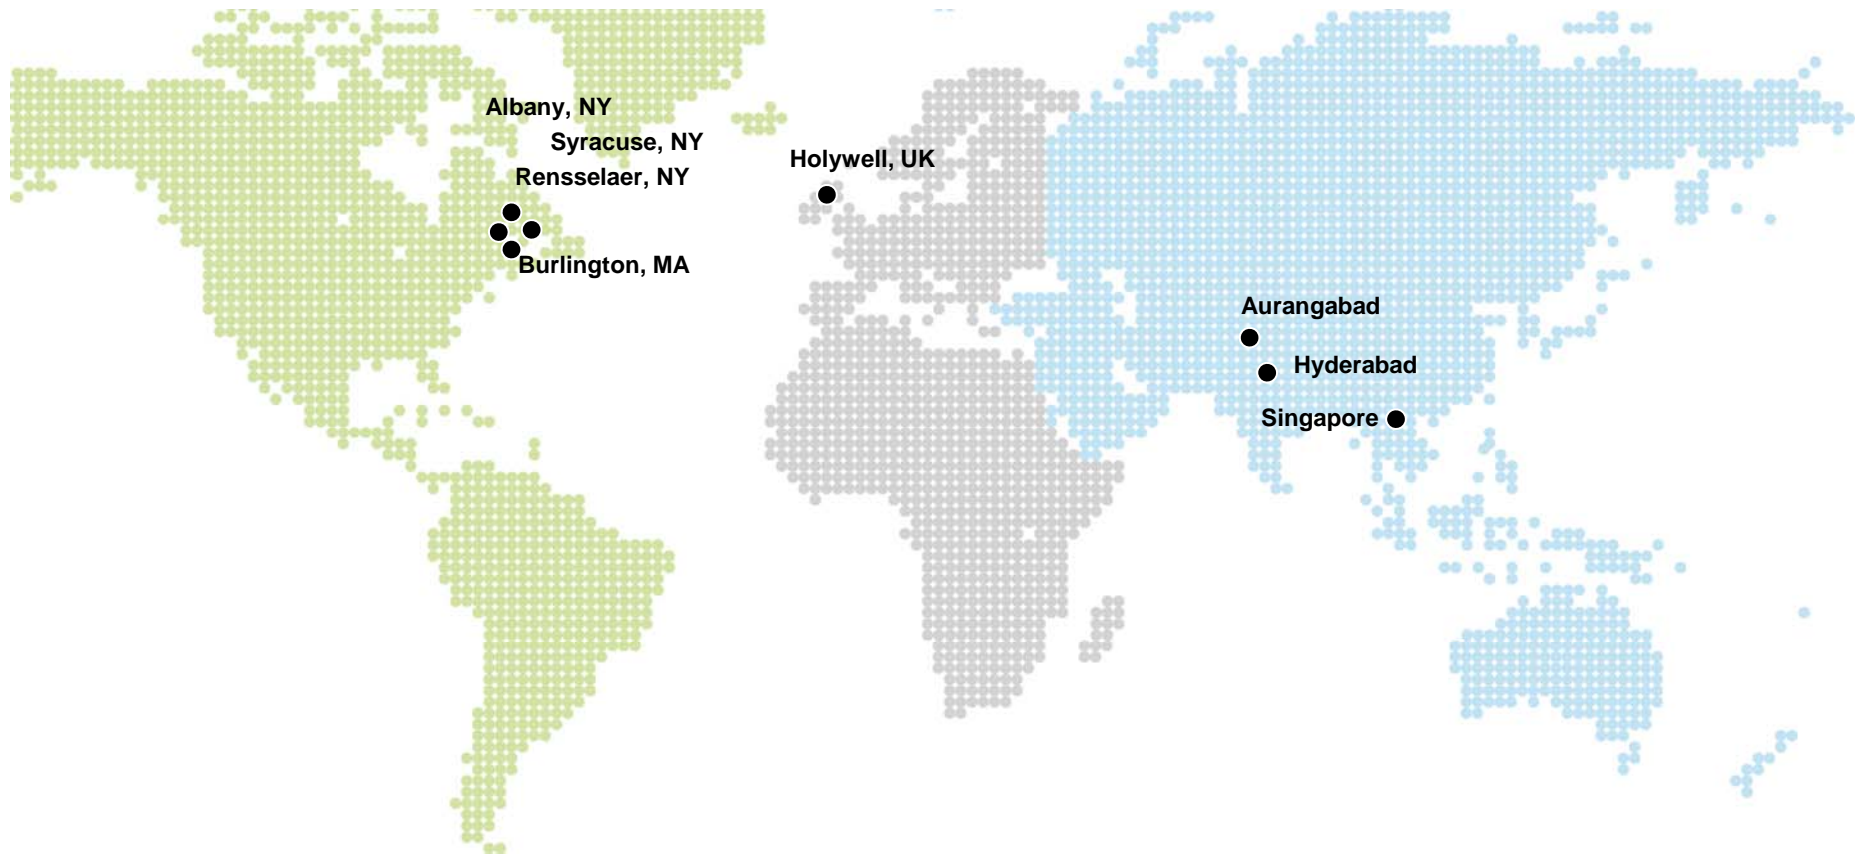 Albany, NY
Syracuse, NY
Rensselaer, NY
Burlington, MA
Holywell, UK
Aurangabad
Hyderabad
Singapore